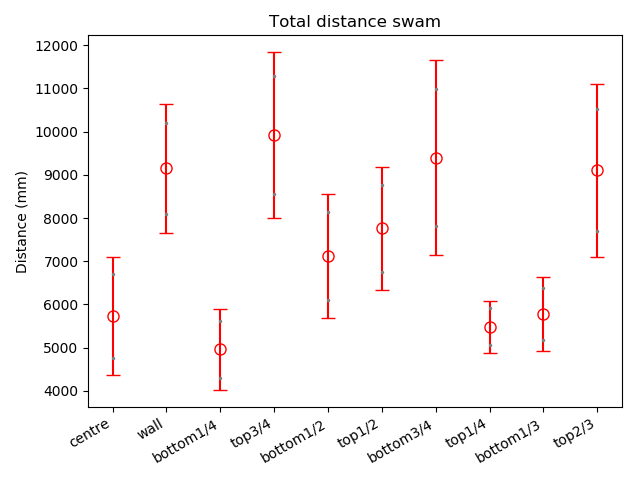 Total distance swam
12000
11000
10000
9000
8000
7000
6000
5000
4000
Distance (mm)
centre
wall
bottom1/4
top3/4
bottom1/2
top1/2
bottom3/4
top1/4
bottom1/3
top2/3